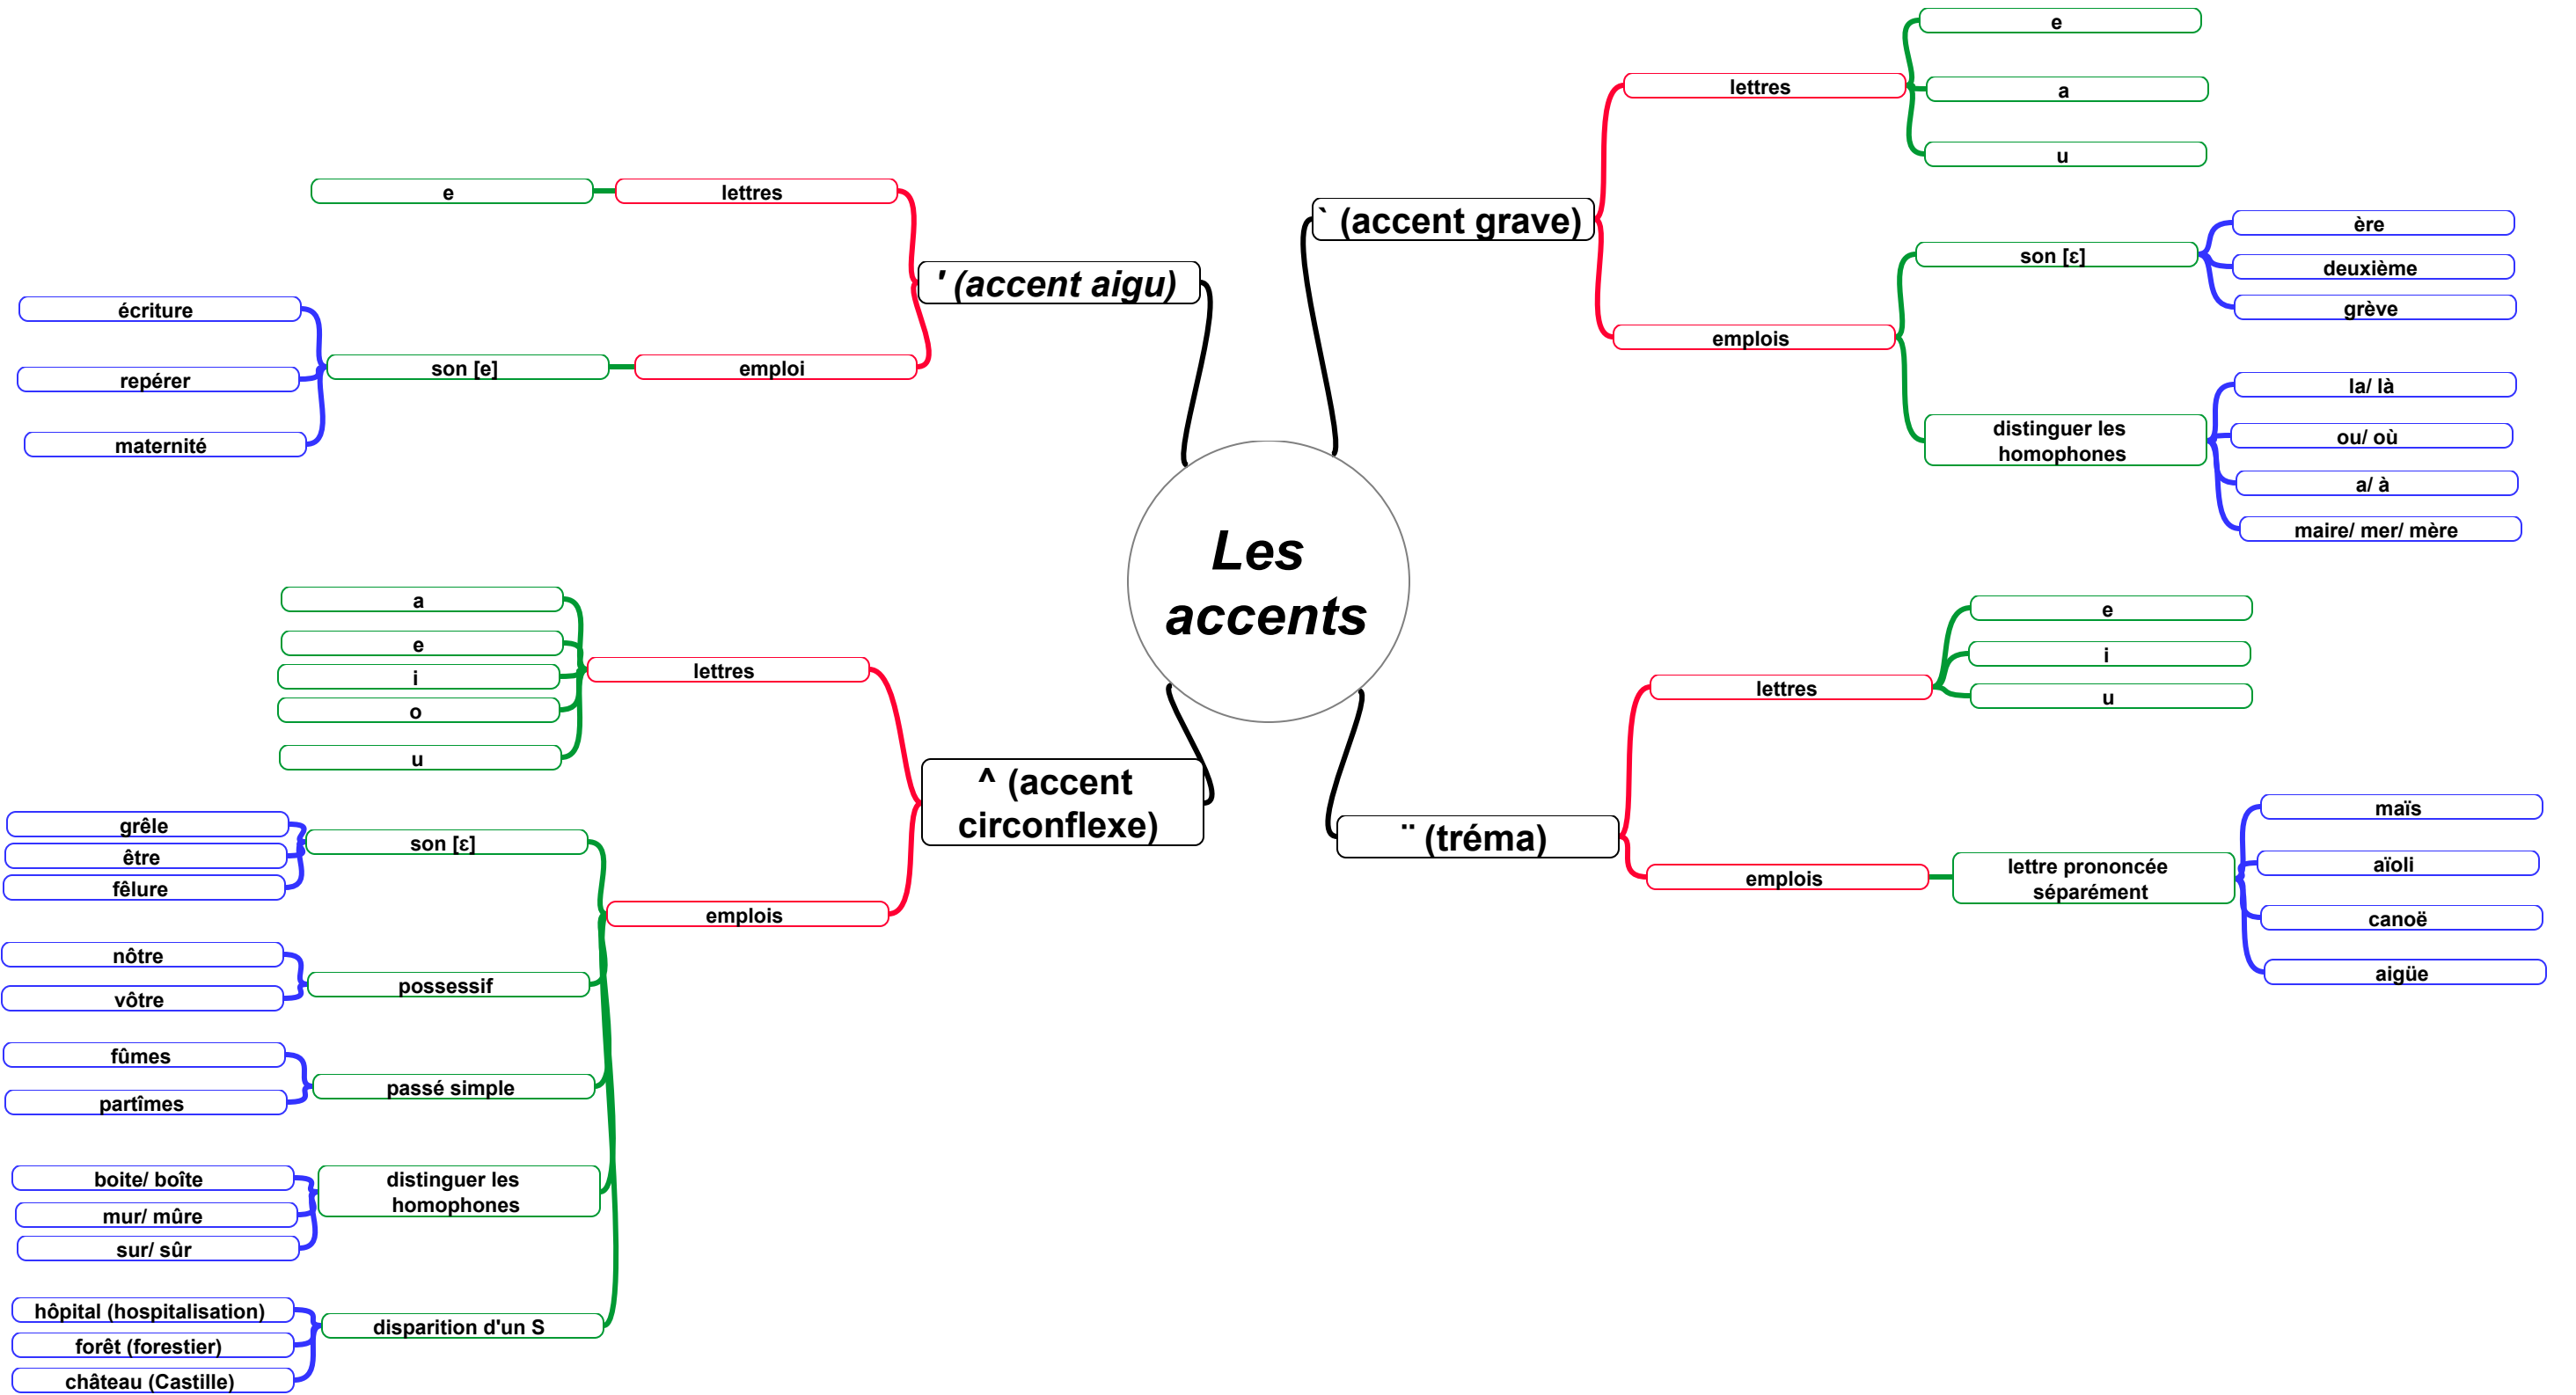 Les
accents
' (accent aigu)
lettres
e
emploi
son [e]
écriture
repérer
maternité
` (accent grave)
lettres
e
a
u
emplois
son [ɛ]
ère
deuxième
grève
distinguer les
homophones
la/ là
ou/ où
a/ à
maire/ mer/ mère
^ (accent
circonflexe)
lettres
a
e
i
o
u
emplois
son [ɛ]
grêle
être
fêlure
possessif
nôtre
vôtre
passé simple
fûmes
partîmes
distinguer les
homophones
boite/ boîte
mur/ mûre
sur/ sûr
disparition d'un S
hôpital (hospitalisation)
forêt (forestier)
château (Castille)
¨ (tréma)
lettres
e
i
u
emplois
lettre prononcée
séparément
maïs
aïoli
canoë
aigüe